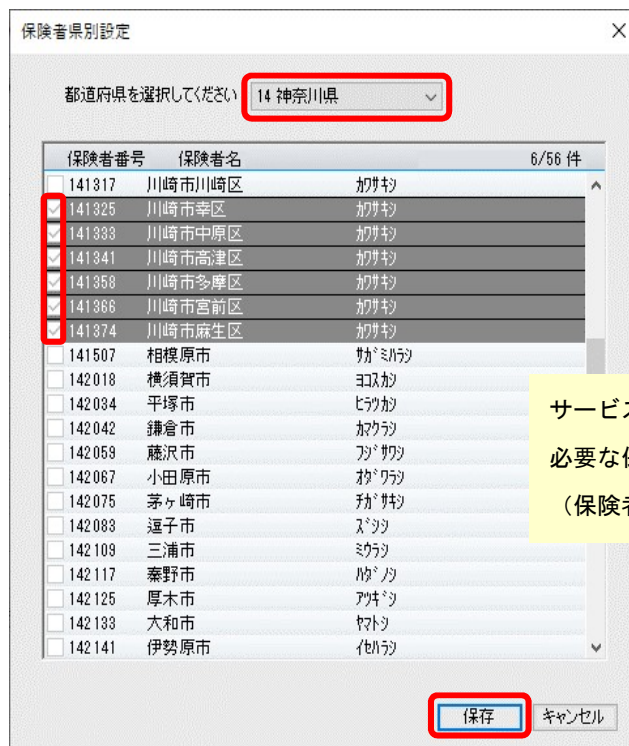 保険者県別設定
都道府県を選択してください 14 神奈川県
保険者番号 保険者名 6/56 件
141317 川崎市川崎区 ｶﾜｻｷｼ
141325 川崎市幸区 ｶﾜｻｷｼ
141333 川崎市中原区 ｶﾜｻｷｼ
141341 川崎市高津区 ｶﾜｻｷｼ
141358 川崎市多摩区 ｶﾜｻｷｼ
141366 川崎市宮前区 ｶﾜｻｷｼ
141374 川崎市麻生区 ｶﾜｻｷｼ
141507 相模原市 ｻｶﾞﾐﾊﾗｼ
142018 横須賀市 ﾖｺｽｶｼ
142034 平塚市 ﾋﾗﾂｶｼ
142042 鎌倉市 ｶﾏｸﾗｼ
142059 藤沢市 ﾌｼﾞｻﾜｼ
142067 小田原市 ｵﾀﾞﾜﾗｼ
142075 茅ヶ崎市 ﾁｶﾞｻｷｼ
142083 逗子市 ｽﾞｼｼ
142109 三浦市 ﾐｳﾗｼ
142117 秦野市 ﾊﾀﾞﾉｼ
142125 厚木市 ｱﾂｷﾞｼ
142133 大和市 ﾔﾏﾄｼ
142141 伊勢原市 ｲｾﾊﾗｼ
サービス
必要な保
（保険者
保存 キャンセル